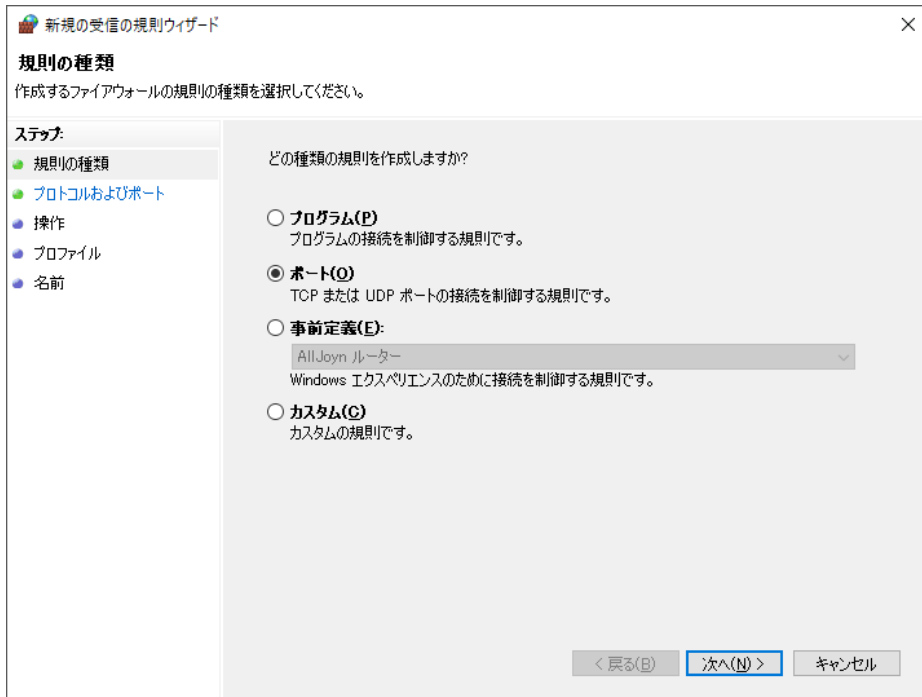 新規の受信の規則ウィザード
規則の種類
作成するファイアウォールの規則の種類を選択してください。
ステップ:
規則の種類
プロトコルおよびポート
操作
プロファイル
名前
どの種類の規則を作成しますか?
プログラム(P)
プログラムの接続を制御する規則です。
ポート(O)
TCP または UDP ポートの接続を制御する規則です。
事前定義(E):
AllJoyn ルーター
Windows エクスペリエンスのために接続を制御する規則です。
カスタム(C)
カスタムの規則です。
< 戻る(B) 次へ(N) > キャンセル